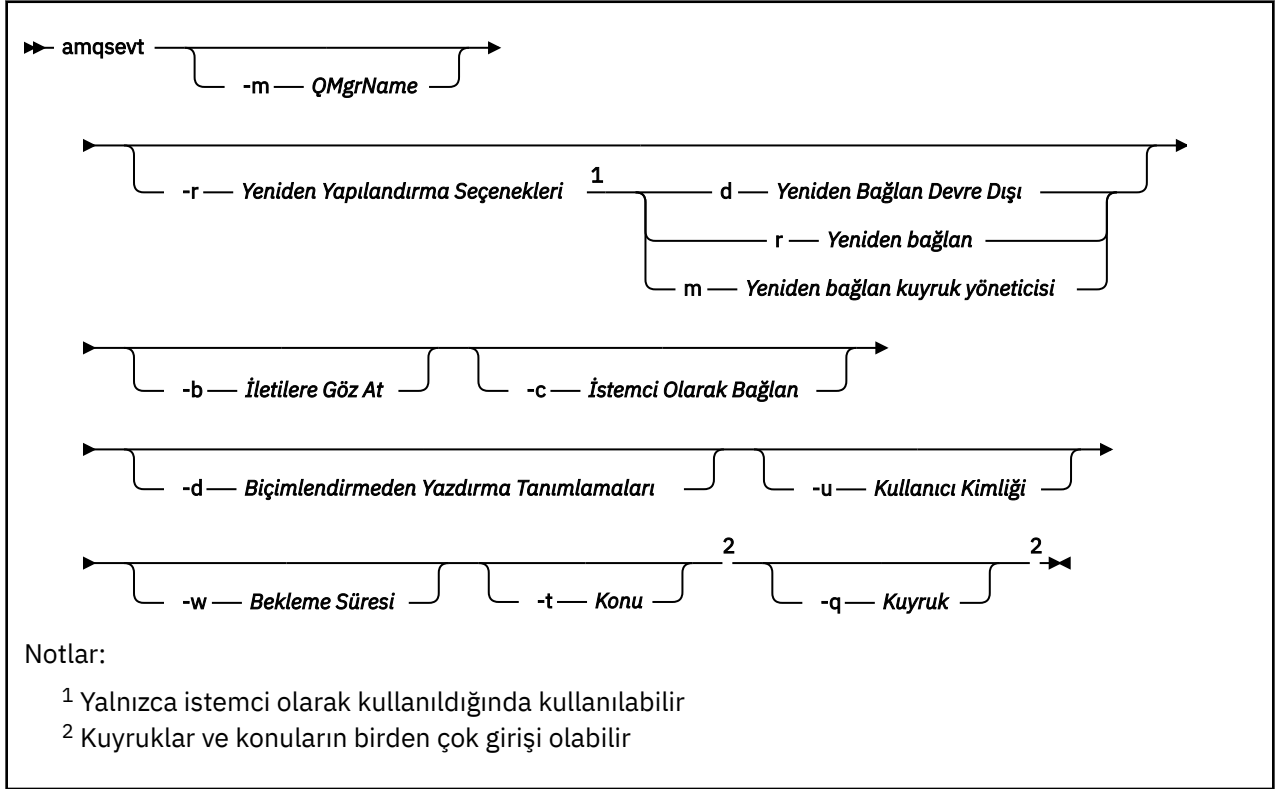 amqsevt
-m QMgrName
-r Yeniden Yapılandırma Seçenekleri 1 d Yeniden Bağlan Devre Dışı
r Yeniden bağlan
m Yeniden bağlan kuyruk yöneticisi
-b İletilere Göz At -c İstemci Olarak Bağlan
-d Biçimlendirmeden Yazdırma Tanımlamaları -u Kullanıcı Kimliği
-w Bekleme Süresi -t Konu 2 -q Kuyruk 2
Notlar:
1 Yalnızca istemci olarak kullanıldığında kullanılabilir
2 Kuyruklar ve konuların birden çok girişi olabilir